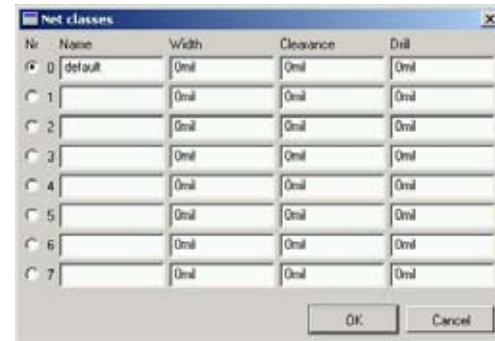 Net classes
Nr Name Width Clearance Drill
0 default 0mil 0mil 0mil
1 0mil 0mil 0mil
2 0mil 0mil 0mil
3 0mil 0mil 0mil
4 0mil 0mil 0mil
5 0mil 0mil 0mil
6 0mil 0mil 0mil
7 0mil 0mil 0mil
OK Cancel